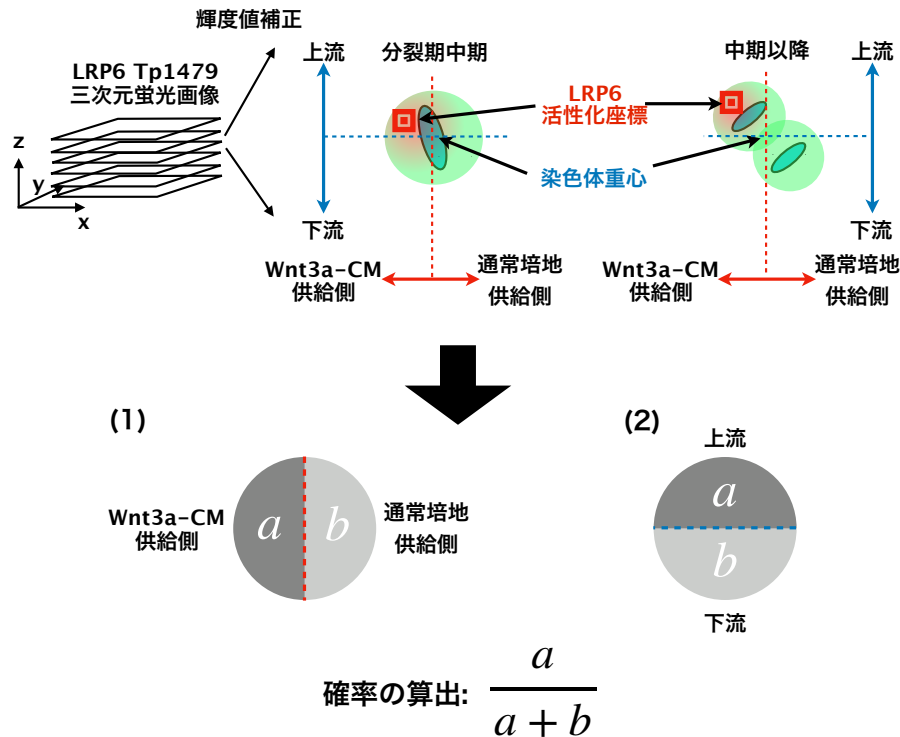 輝度値補正
LRP6 Tp1479
三次元蛍光画像
z
y
x
上流
分裂期中期
下流
Wnt3a-CM
供給側
通常培地
供給側
LRP6
活性化座標
染色体重心
中期以降
上流
下流
Wnt3a-CM
供給側
通常培地
供給側
(1)
Wnt3a-CM
供給側
a
b
通常培地
供給側
(2)
上流
a
b
下流
確率の算出:
a
a + b